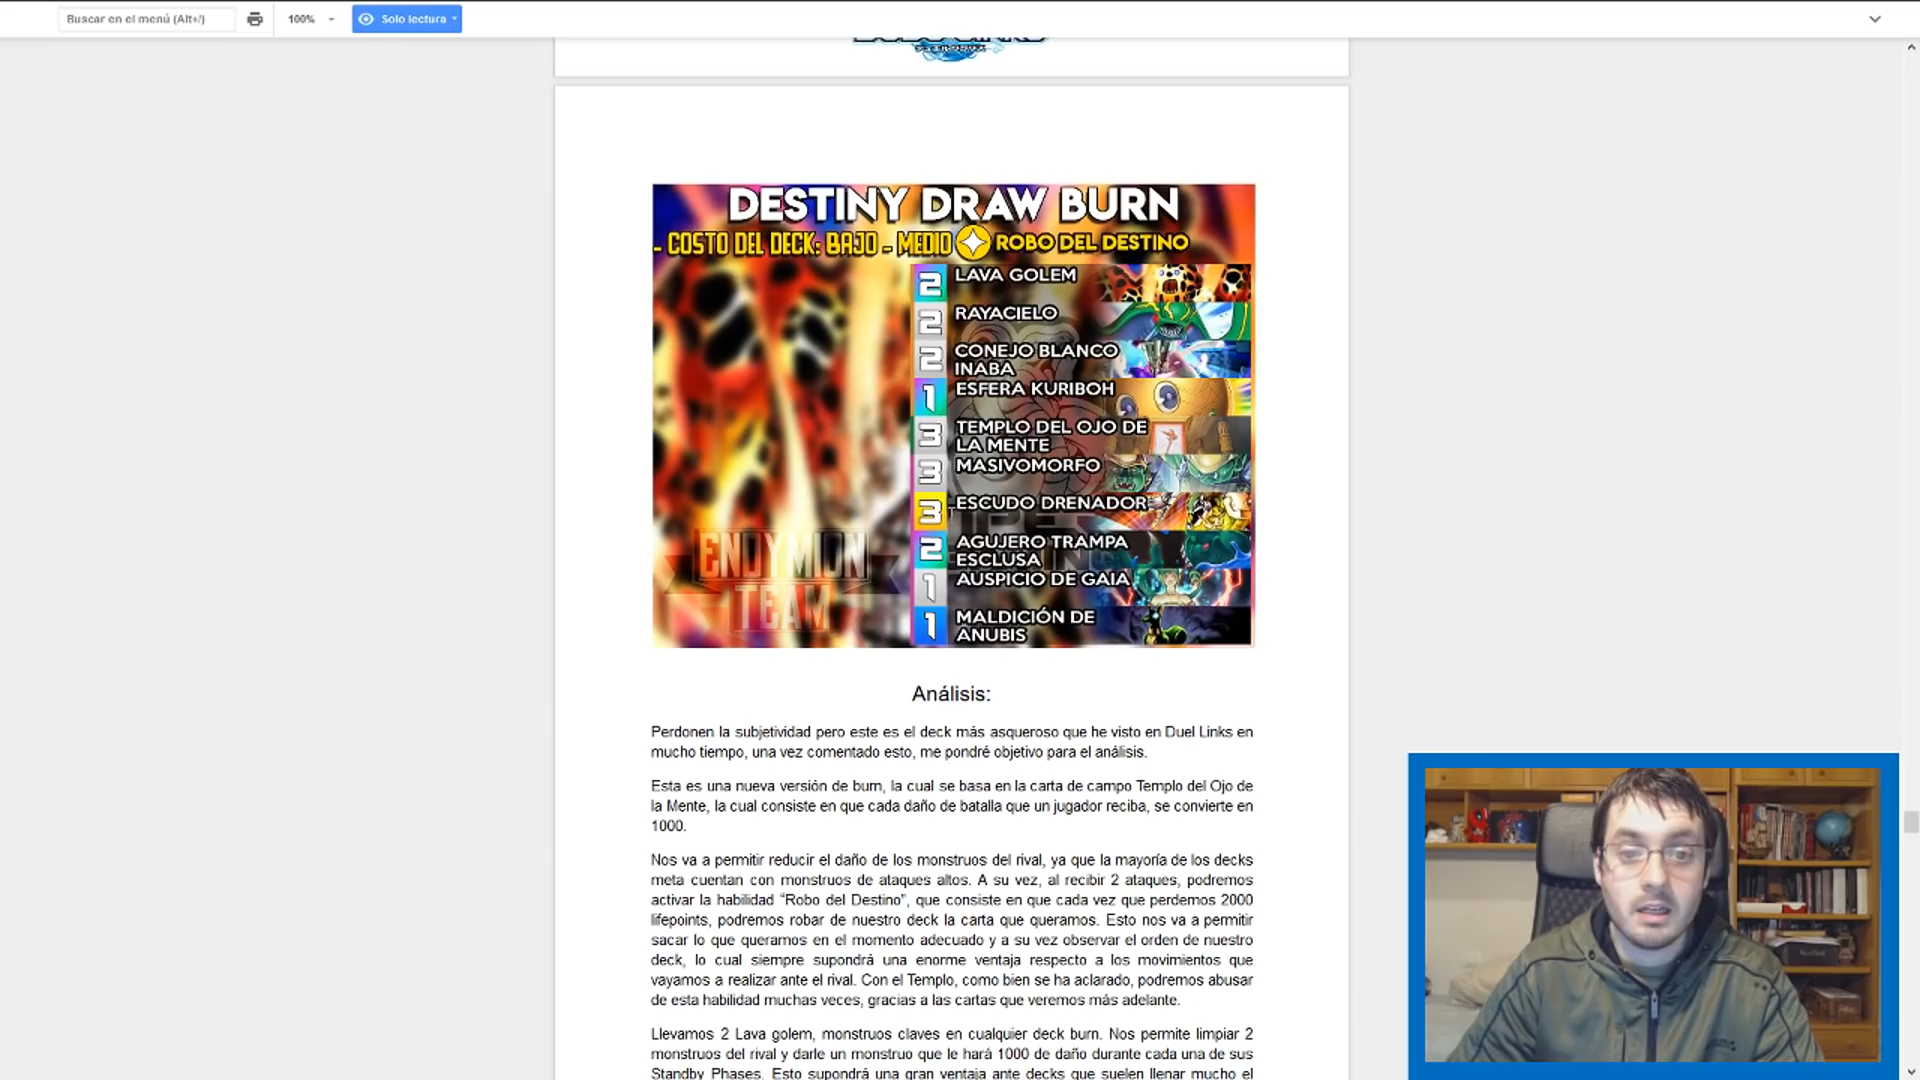 Buscar en el menú (Alt+/)
100%
Solo lectura
DESTINY DRAW BURN
- COSTO DEL DECK: BAJO - MEDIO ROBO DEL DESTINO
2 LAVA GOLEM
2 RAYACIELO
2 CONEJO BLANCO
INABA
1 ESFERA KURIBOH
3 TEMPLO DEL OJO DE
LA MENTE
3 MASIVOMORFO
3 ESCUDO DRENADOR
2 AGUJERO TRAMPA
ESCLUSA
1 AUSPICIO DE GAIA
1 MALDICIÓN DE
ANUBIS
ENDYMION
TEAM
Análisis:
Perdonen la subjetividad pero este es el deck más asqueroso que he visto en Duel Links en
mucho tiempo, una vez comentado esto, me pondré objetivo para el análisis.
Esta es una nueva versión de burn, la cual se basa en la carta de campo Templo del Ojo de
la Mente, la cual consiste en que cada daño de batalla que un jugador reciba, se convierte en
1000.
Nos va a permitir reducir el daño de los monstruos del rival, ya que la mayoría de los decks
meta cuentan con monstruos de ataques altos. A su vez, al recibir 2 ataques, podremos
activar la habilidad “Robo del Destino”, que consiste en que cada vez que perdemos 2000
lifepoints, podremos robar de nuestro deck la carta que queramos. Esto nos va a permitir
sacar lo que queramos en el momento adecuado y a su vez observar el orden de nuestro
deck, lo cual siempre supondrá una enorme ventaja respecto a los movimientos que
vayamos a realizar ante el rival. Con el Templo, como bien se ha aclarado, podremos abusar
de esta habilidad muchas veces, gracias a las cartas que veremos más adelante.
Llevamos 2 Lava golem, monstruos claves en cualquier deck burn. Nos permite limpiar 2
monstruos del rival y darle un monstruo que le hará 1000 de daño durante cada una de sus
Standby Phases. Esto supondrá una gran ventaja ante decks que suelen llenar mucho el